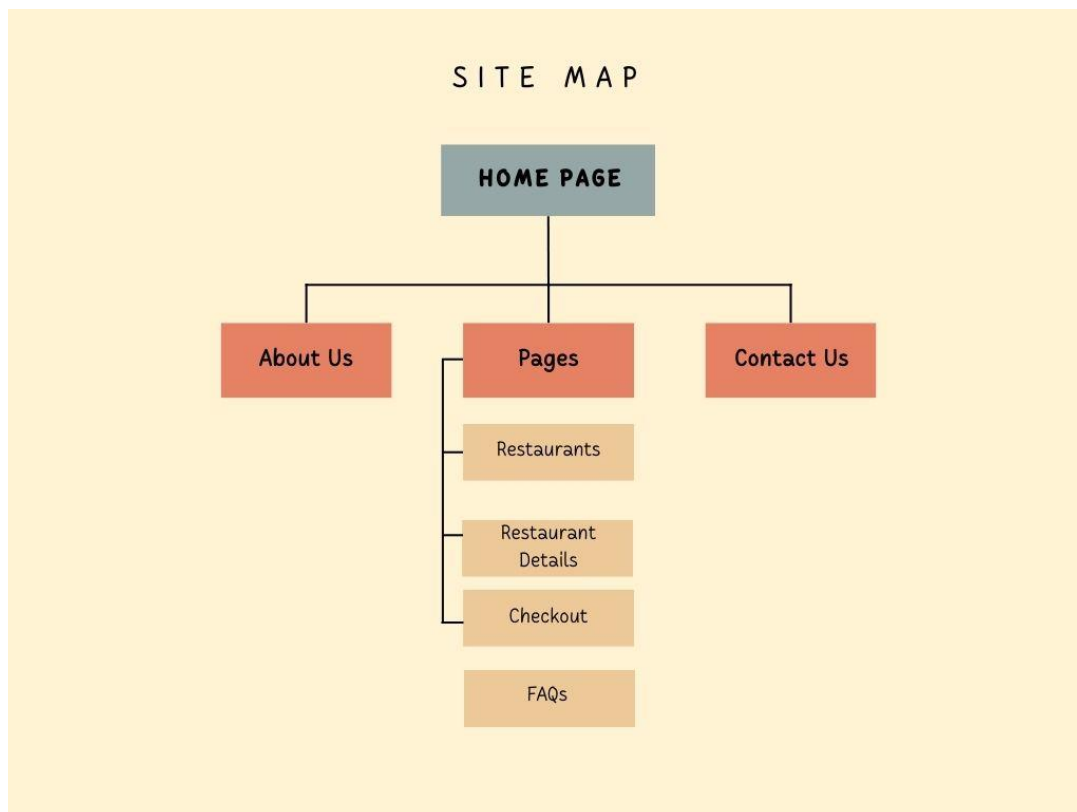 SITE MAP
HOME PAGE
About Us
Pages
Contact Us
Restaurants
Restaurant
Details
Checkout
FAQs